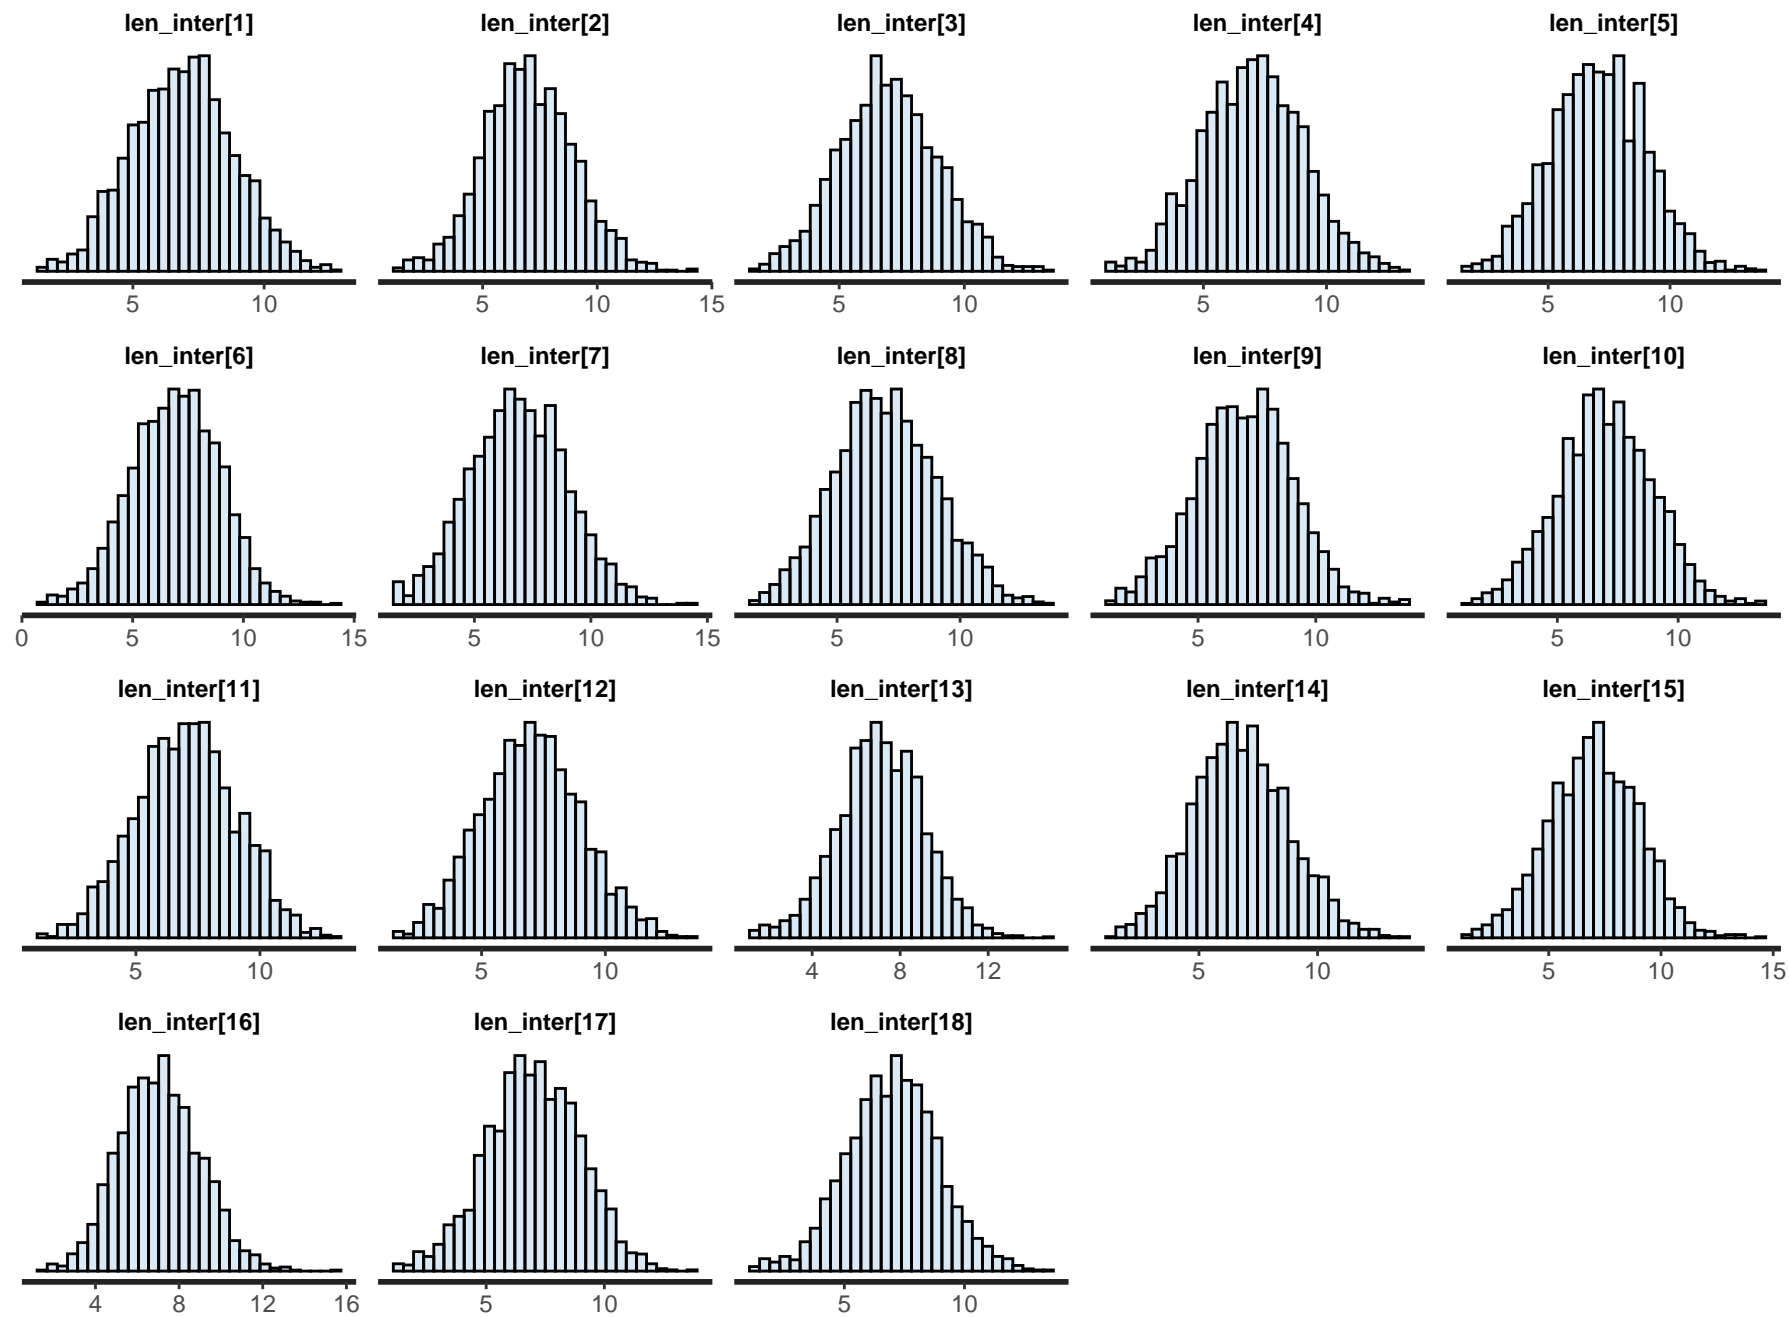 len_inter[1] len_inter[2] len_inter[3] len_inter[4] len_inter[5]
5 10 5 10 15 5 10 5 10 5 10
len_inter[6] len_inter[7] len_inter[8] len_inter[9] len_inter[10]
0 5 10 15 5 10 15 5 10 5 10 5 10
len_inter[11] len_inter[12] len_inter[13] len_inter[14] len_inter[15]
5 10 5 10 4 8 12 5 10 5 10 15
len_inter[16] len_inter[17] len_inter[18]
4 8 12 16 5 10 5 10